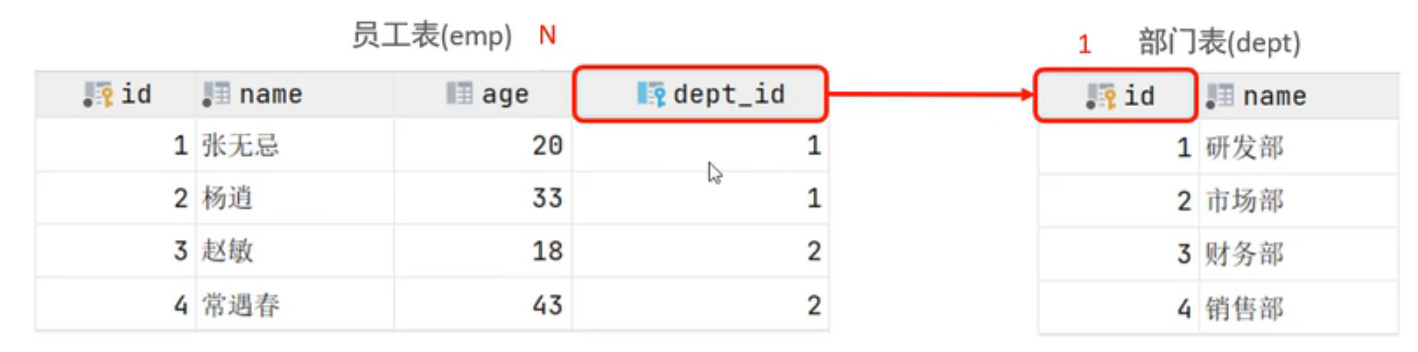 员工表(emp) N 1 部门表(dept)
id name age dept_id id name
1 张无忌 20 1 1 研发部
2 杨逍 33 1 2 市场部
3 赵敏 18 2 3 财务部
4 常遇春 43 2 4 销售部